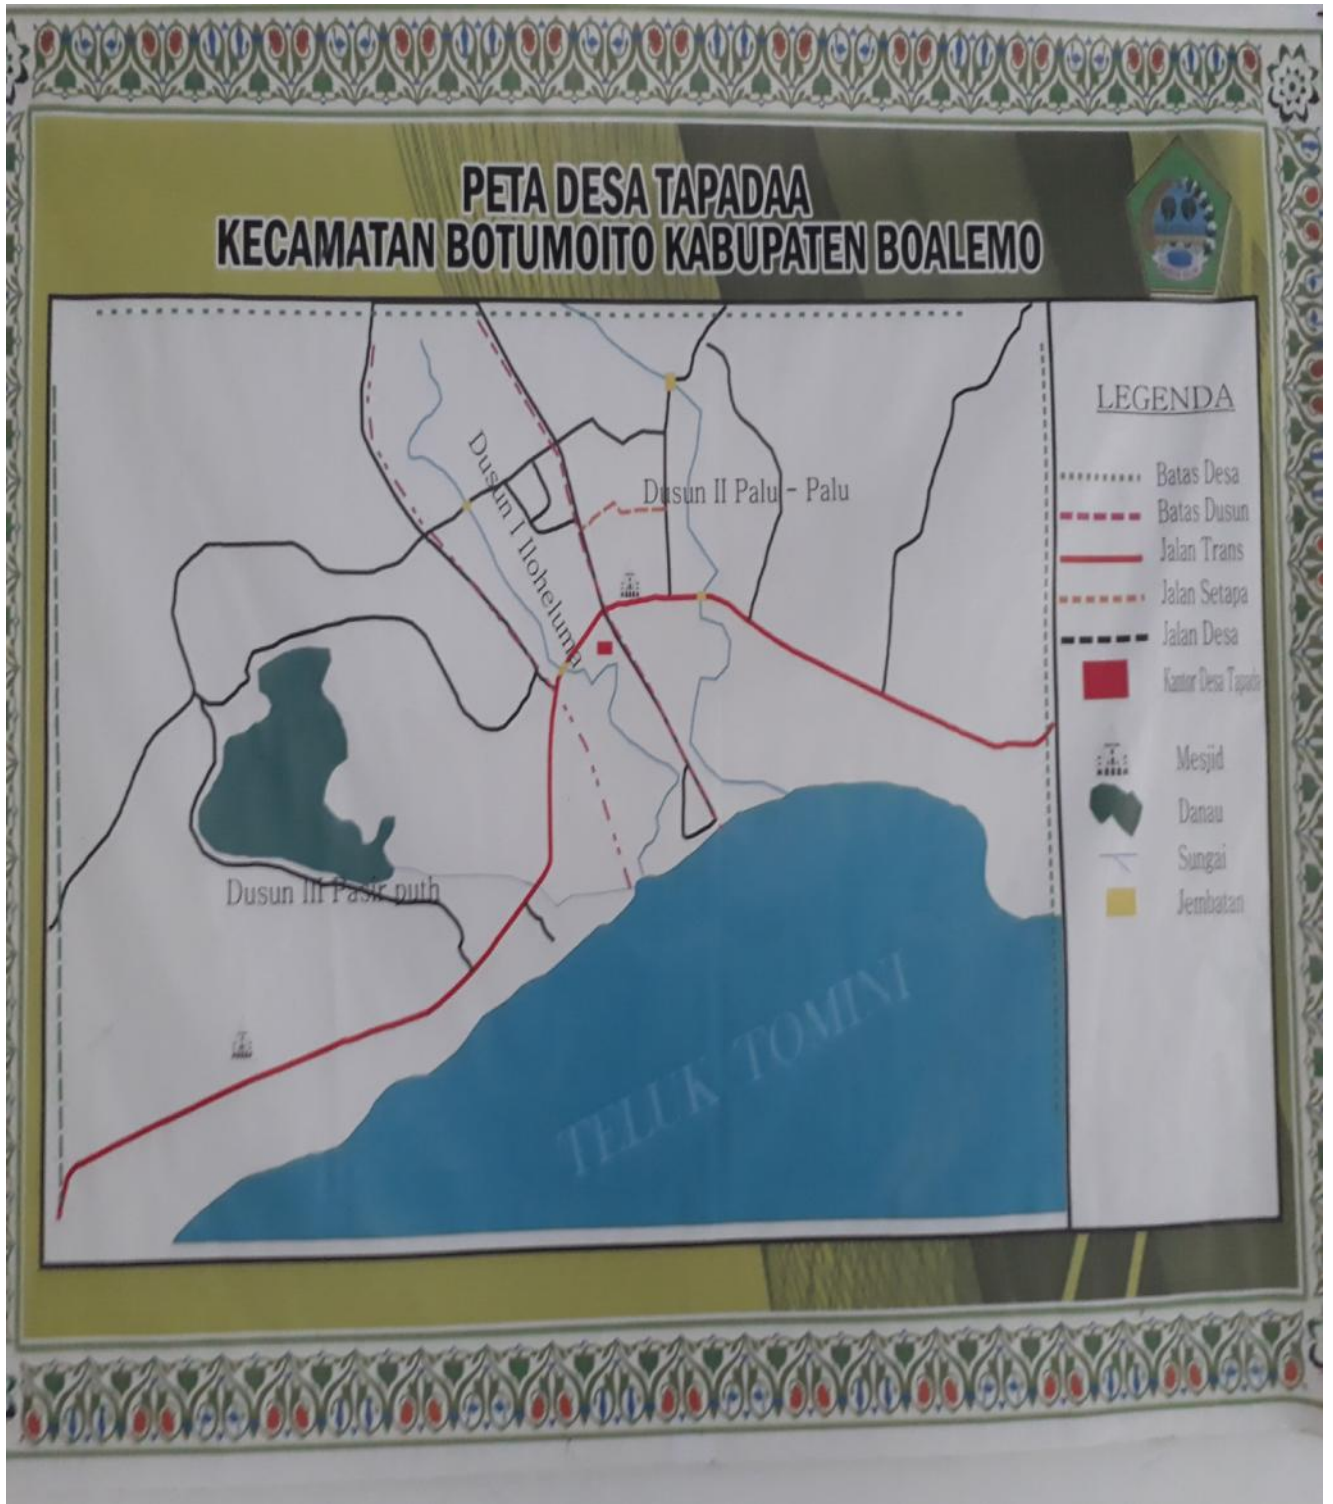 PETA DESA TAPADAA
KECAMATAN BOTUMOITO KABUPATEN BOALEMO
LEGENDA
Batas Desa
Batas Dusun
Jalan Trans
Jalan Setapa
Jalan Desa
Kantor Desa Tapada
Mesjid
Danau
Sungai
Jembatan
Dusun I Iloheluma
Dusun II Palu - Palu
Dusun III Pasir puth
TELUK TOMINI